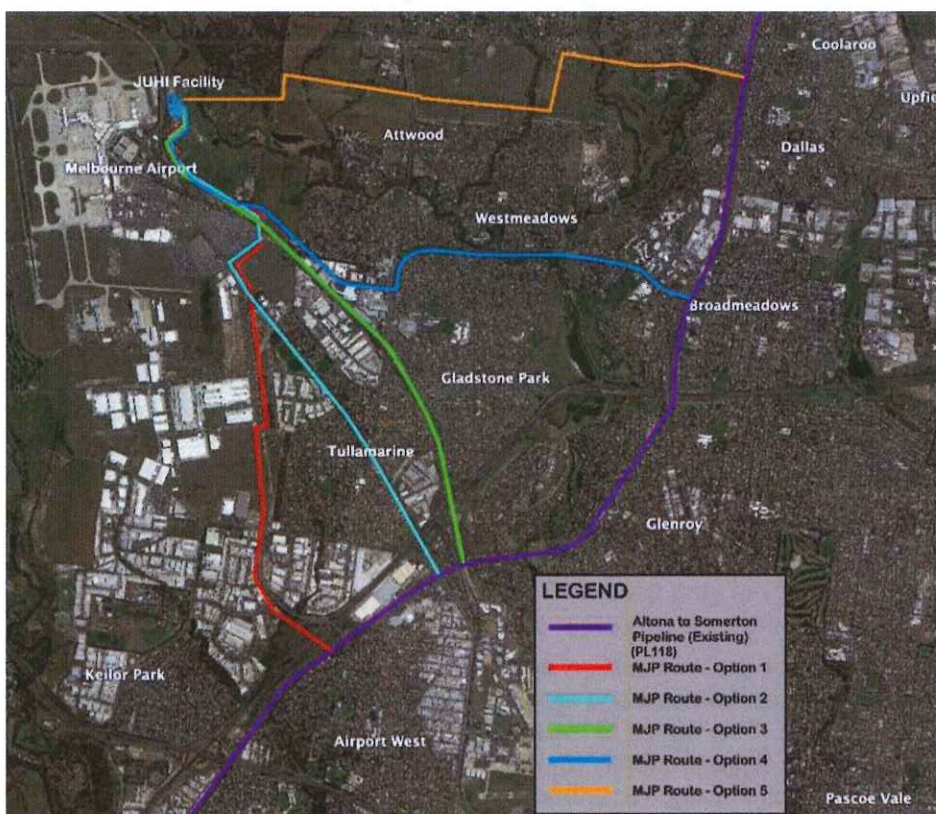 Coolaroo
JUHI Facility
Upfie
Attwood
Dallas
Melbourne Airport
Westmeadows
Broadmeadows
Gladstone Park
Tullamarine
Glenroy
LEGEND
Altona to Somerton
Pipeline (Existing)
(PL118)
MJP Route - Option 1
MJP Route - Option 2
MJP Route - Option 3
MJP Route - Option 4
MJP Route - Option 5
Keilor Park
Airport West
Pascoe Vale